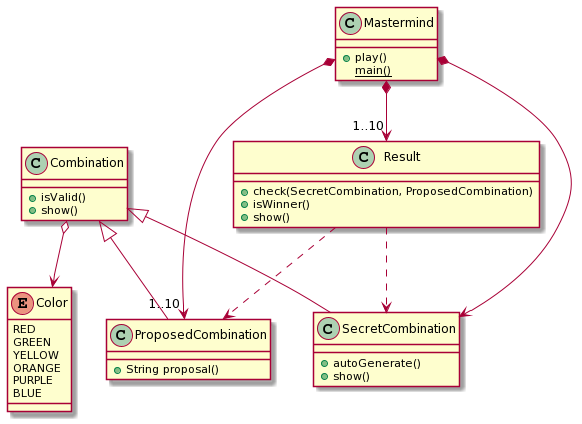 C Mastermind
play()
main()
1..10
C Combination
isValid()
show()
C Result
check(SecretCombination, ProposedCombination)
isWinner()
show()
E Color
RED
GREEN
YELLOW
ORANGE
PURPLE
BLUE
1..10
C ProposedCombination
String proposal()
C SecretCombination
autoGenerate()
show()